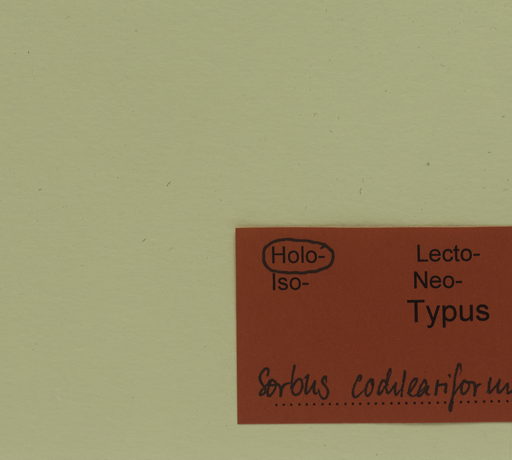 Holo- Lecto-
Iso- Neo-
Typus
Sorbus cochleariform